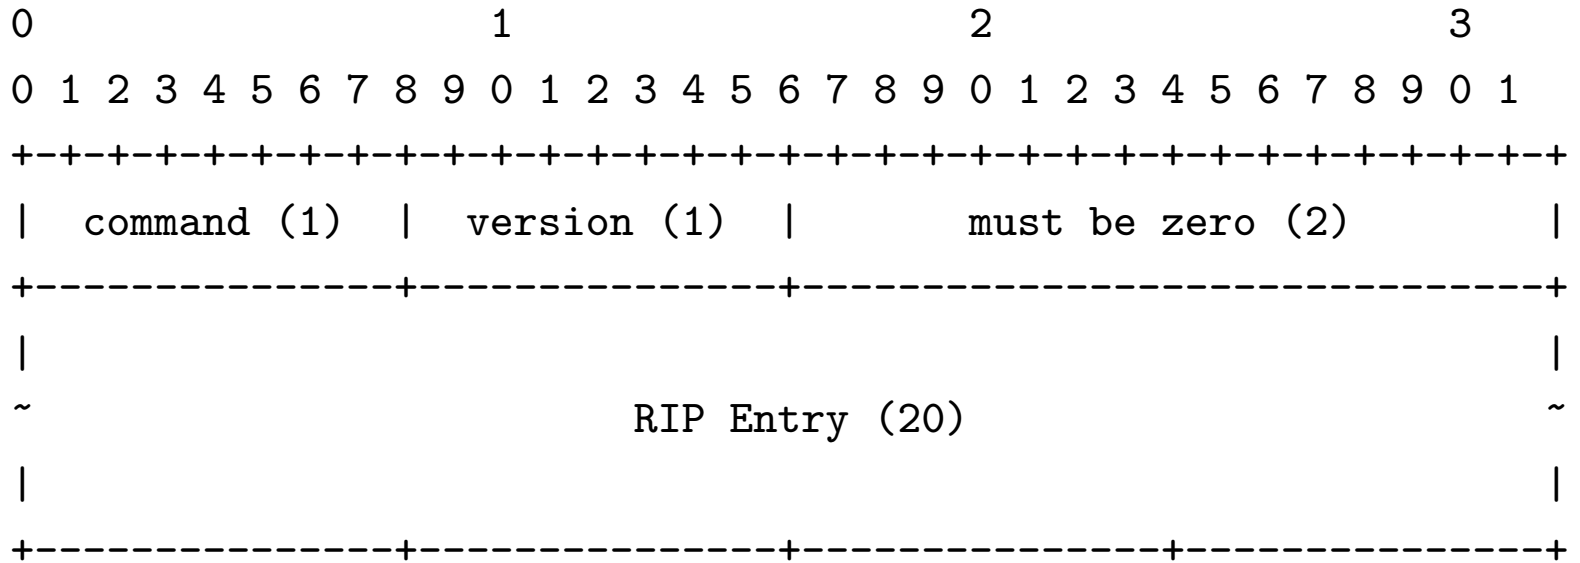 0                   1                   2                   3
0 1 2 3 4 5 6 7 8 9 0 1 2 3 4 5 6 7 8 9 0 1 2 3 4 5 6 7 8 9 0 1
+-+-+-+-+-+-+-+-+-+-+-+-+-+-+-+-+-+-+-+-+-+-+-+-+-+-+-+-+-+-+-+-+
|  command (1)  |  version (1)  |       must be zero (2)        |
+---------------+---------------+-------------------------------+
|                                                               |
~                         RIP Entry (20)                        ~
|                                                               |
+---------------+---------------+---------------+---------------+